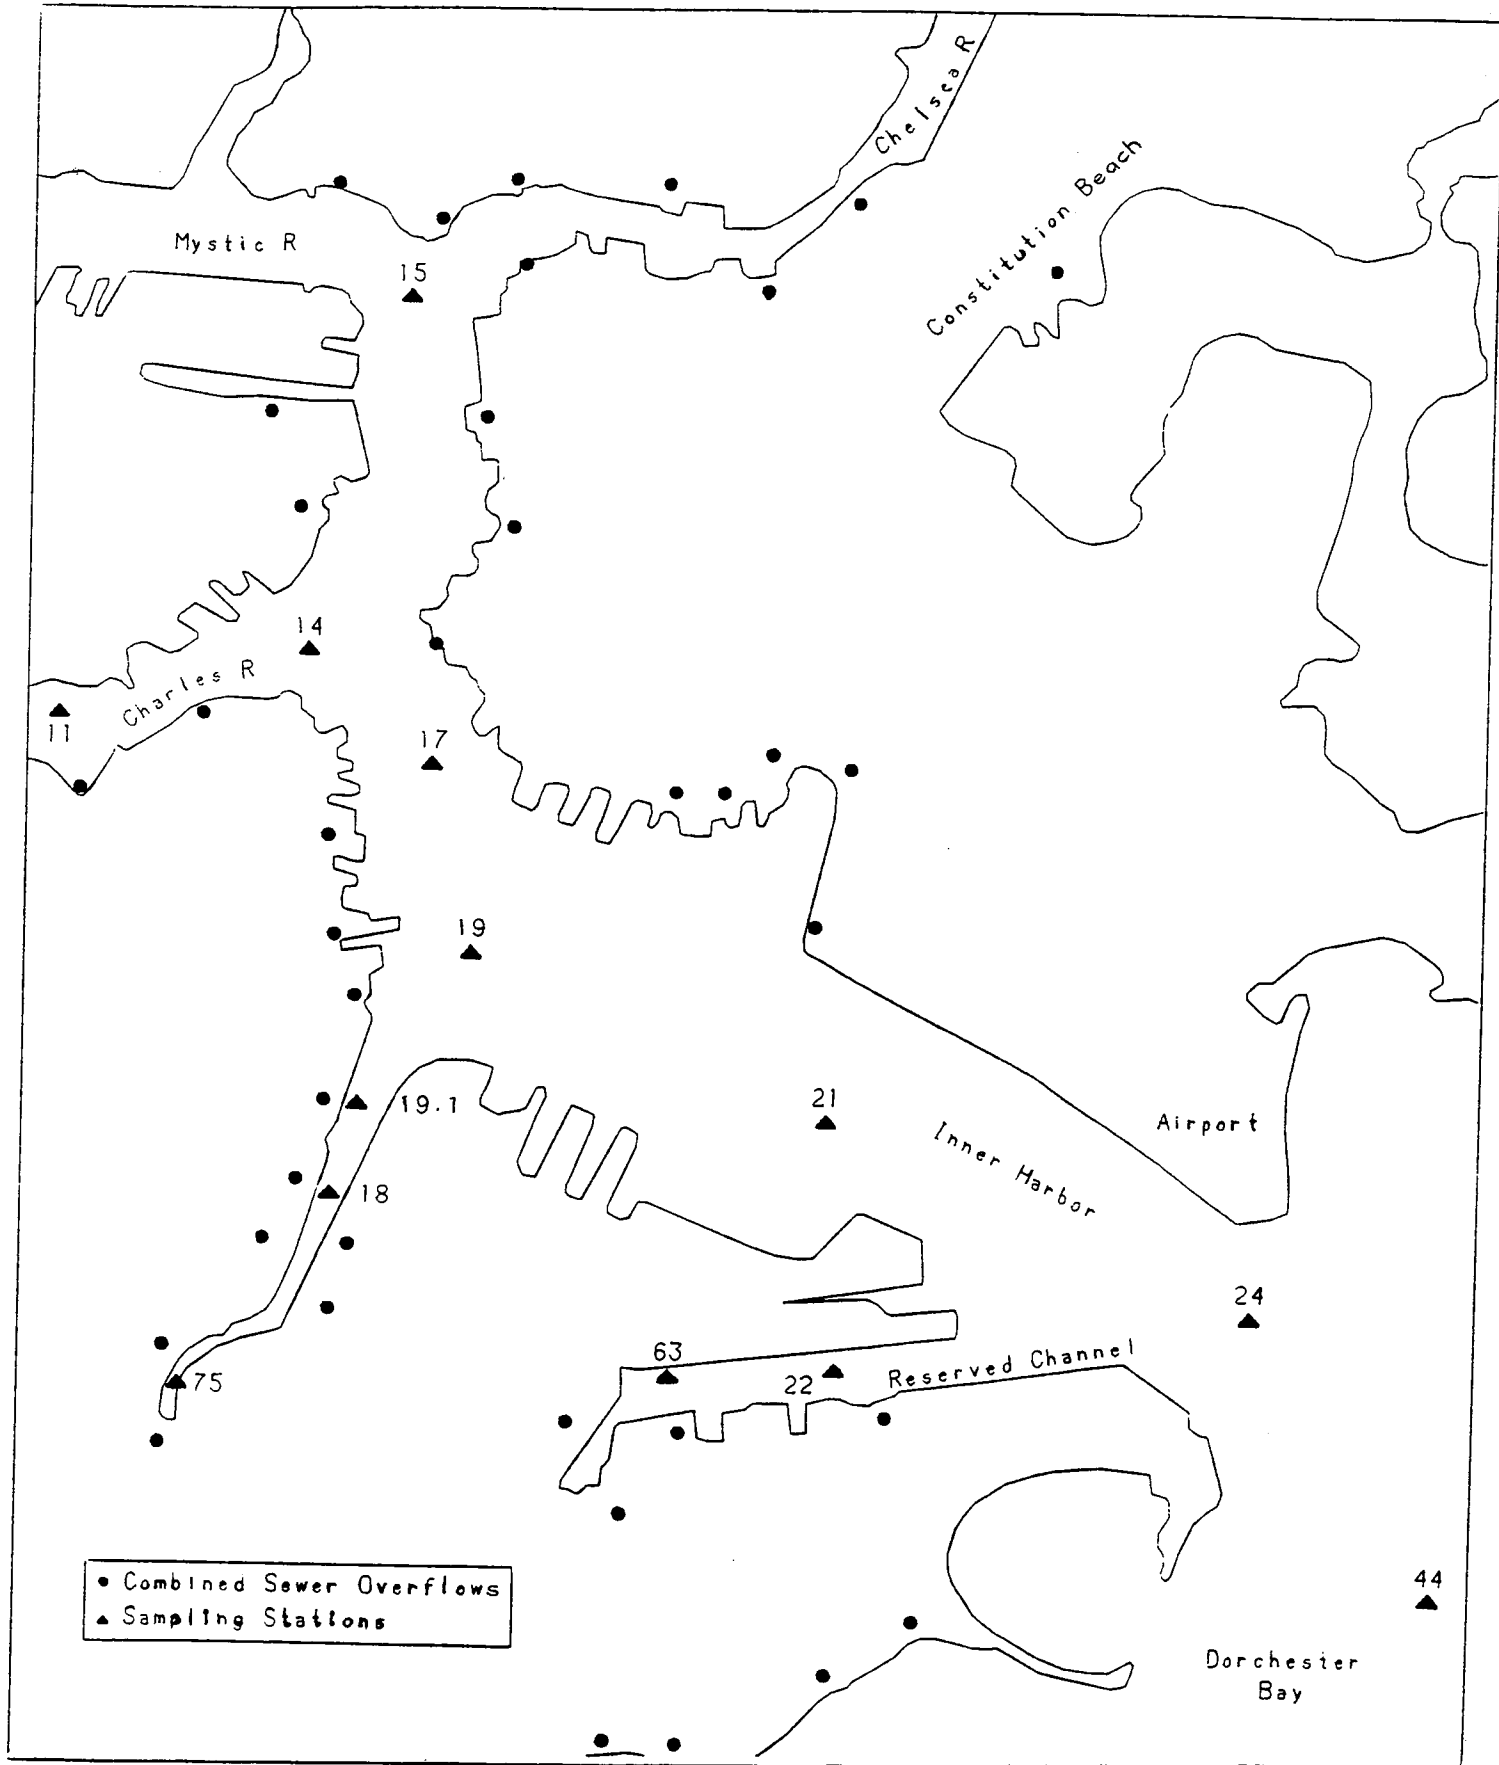 Chelsea R
Constitution Beach
Mystic R
15
14
Charles R
11
17
19
19.1
21
Inner Harbor
Airport
18
24
63
75
22
Reserved Channel
44
Combined Sewer Overflows
Sampling Stations
Dorchester
Bay